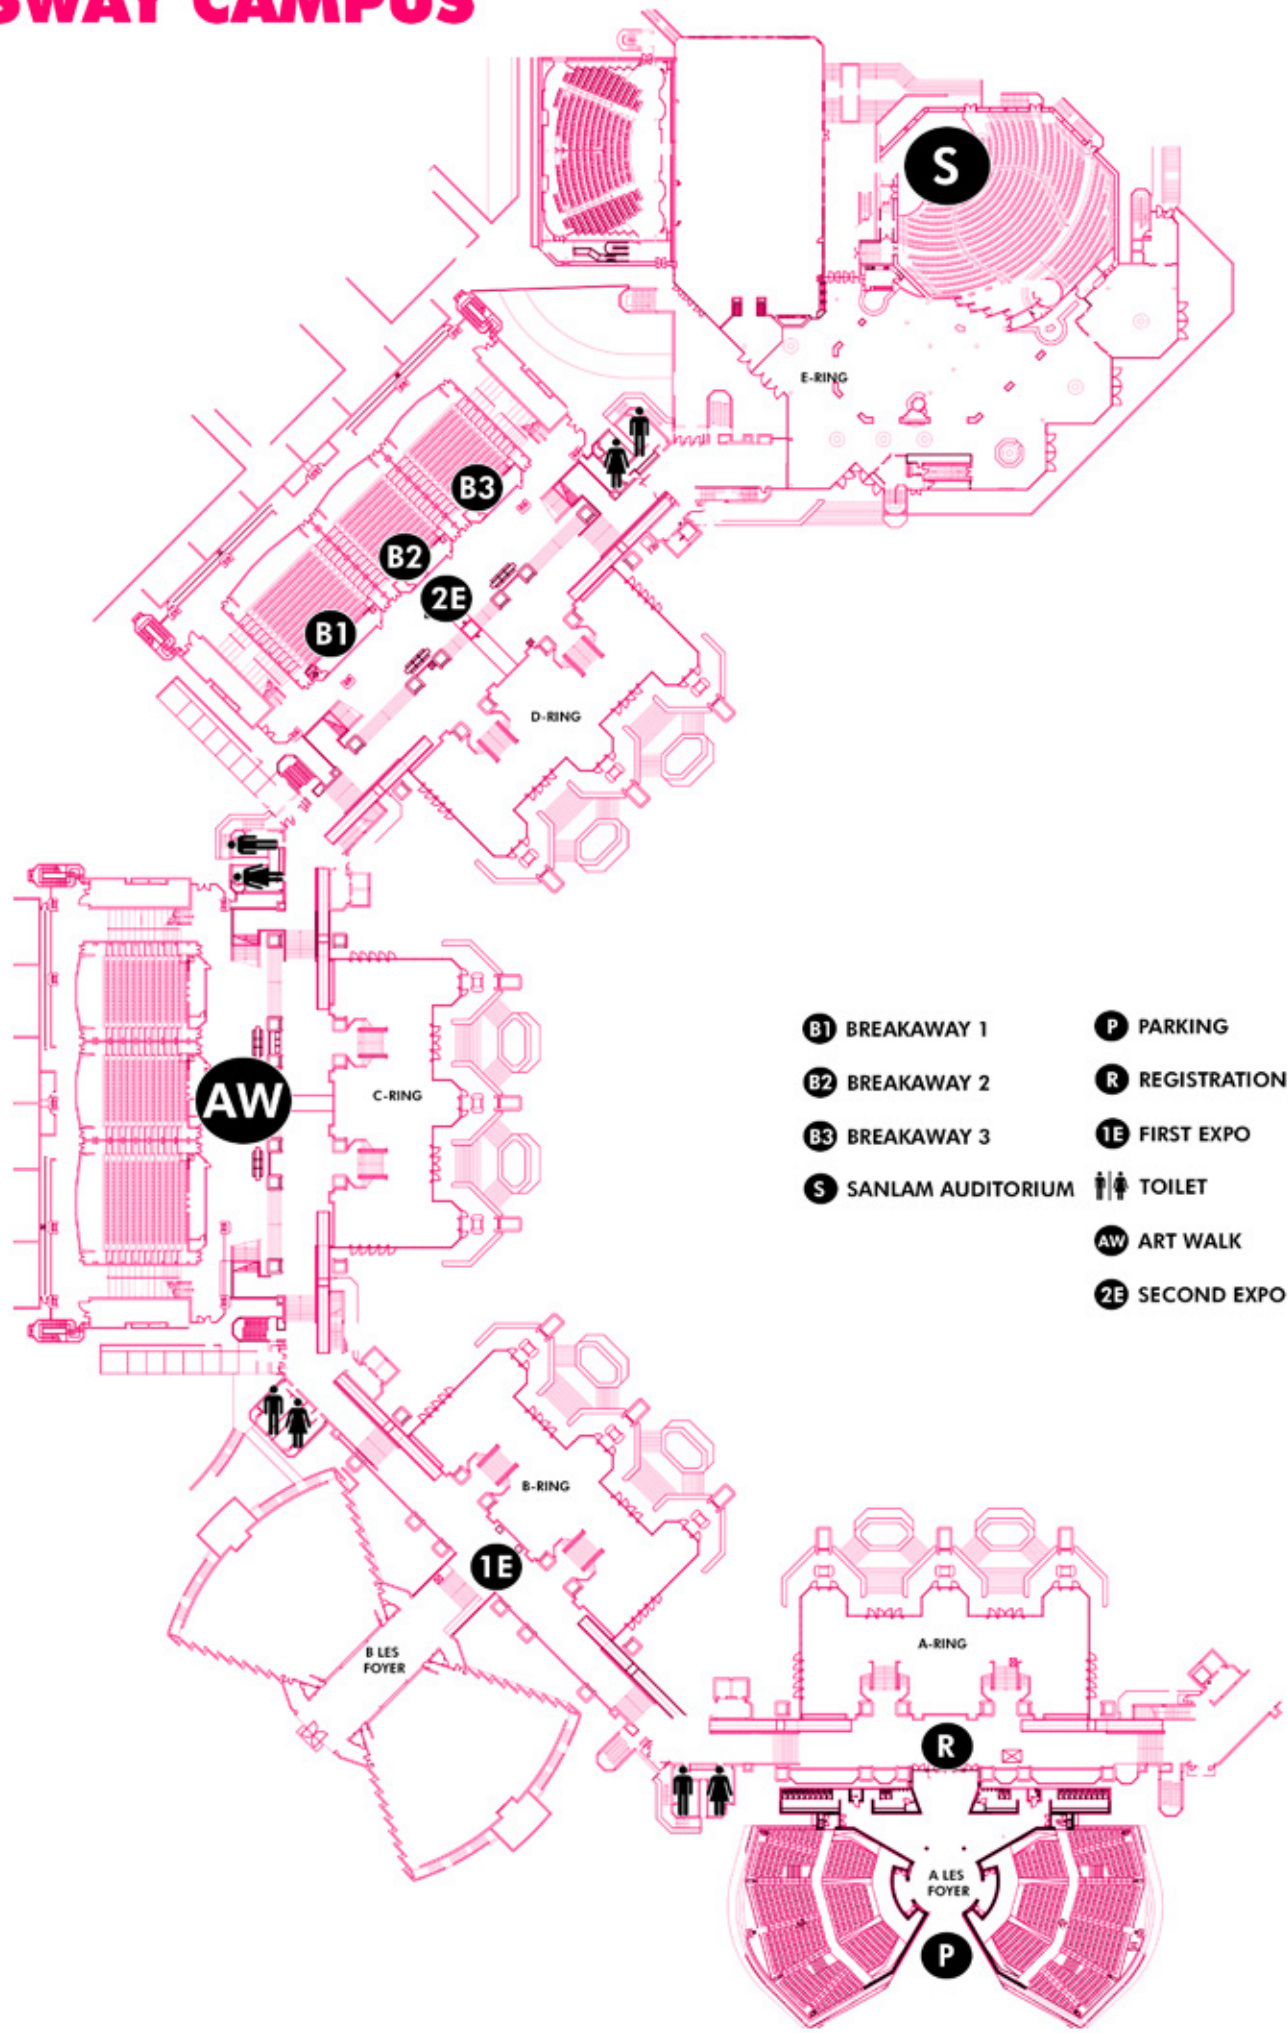 SWAY CAMPUS
S
E-RING
B3
B2
2E
B1
D-RING
AW
C-RING
B1 BREAKAWAY 1
B2 BREAKAWAY 2
B3 BREAKAWAY 3
S SANLAM AUDITORIUM
P PARKING
R REGISTRATION
1E FIRST EXPO
TOILET
AW ART WALK
2E SECOND EXPO
B-RING
1E
B LES
FOYER
A-RING
R
A LES
FOYER
P